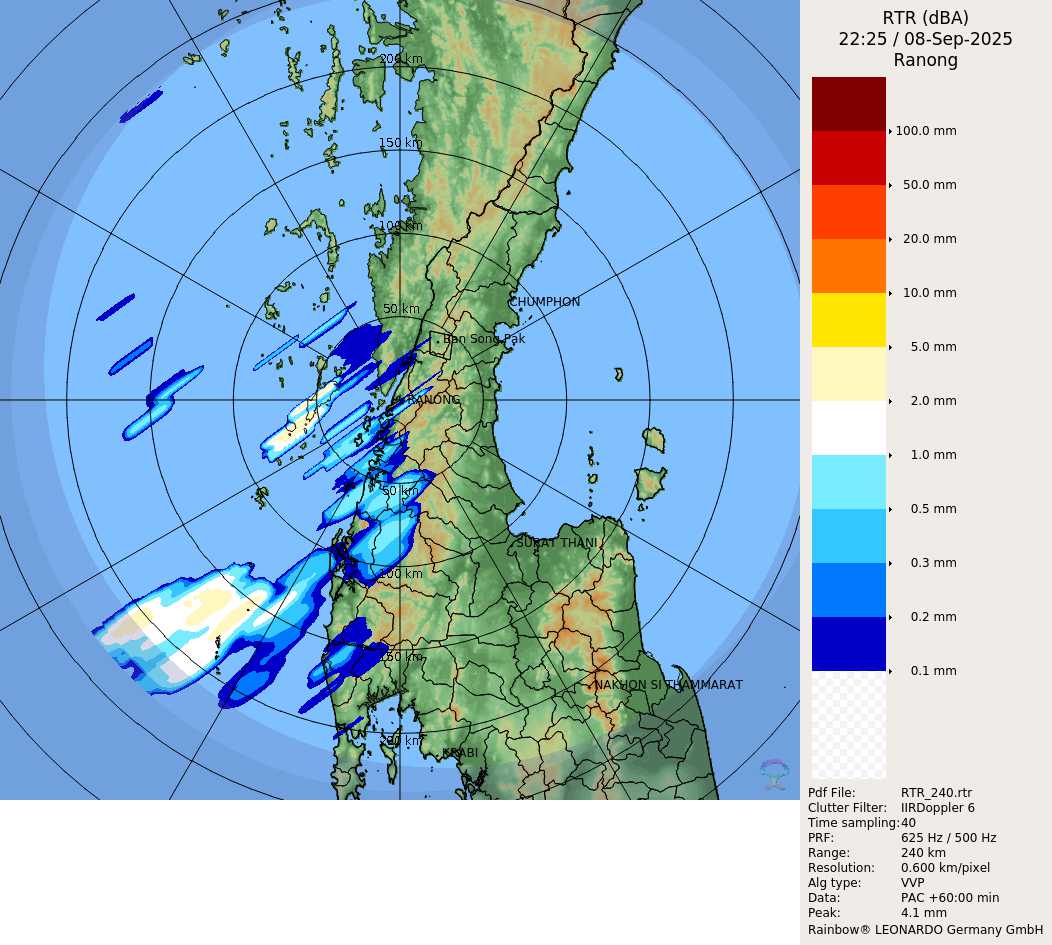 RTR (dBA)
22:25 / 08-Sep-2025
Ranong
200 km
150 km
100 km
50 km
CHUMPHON
Ban Song Pak
RANONG
50 km
SURAT THANI
100 km
150 km
NAKHON SI THAMMARAT
200 km
KRABI
100.0 mm
50.0 mm
20.0 mm
10.0 mm
5.0 mm
2.0 mm
1.0 mm
0.5 mm
0.3 mm
0.2 mm
0.1 mm
Pdf File: RTR_240.rtr
Clutter Filter: IIRDoppler 6
Time sampling:40
PRF: 625 Hz / 500 Hz
Range: 240 km
Resolution: 0.600 km/pixel
Alg type: VVP
Data: PAC +60:00 min
Peak: 4.1 mm
Rainbow® LEONARDO Germany GmbH